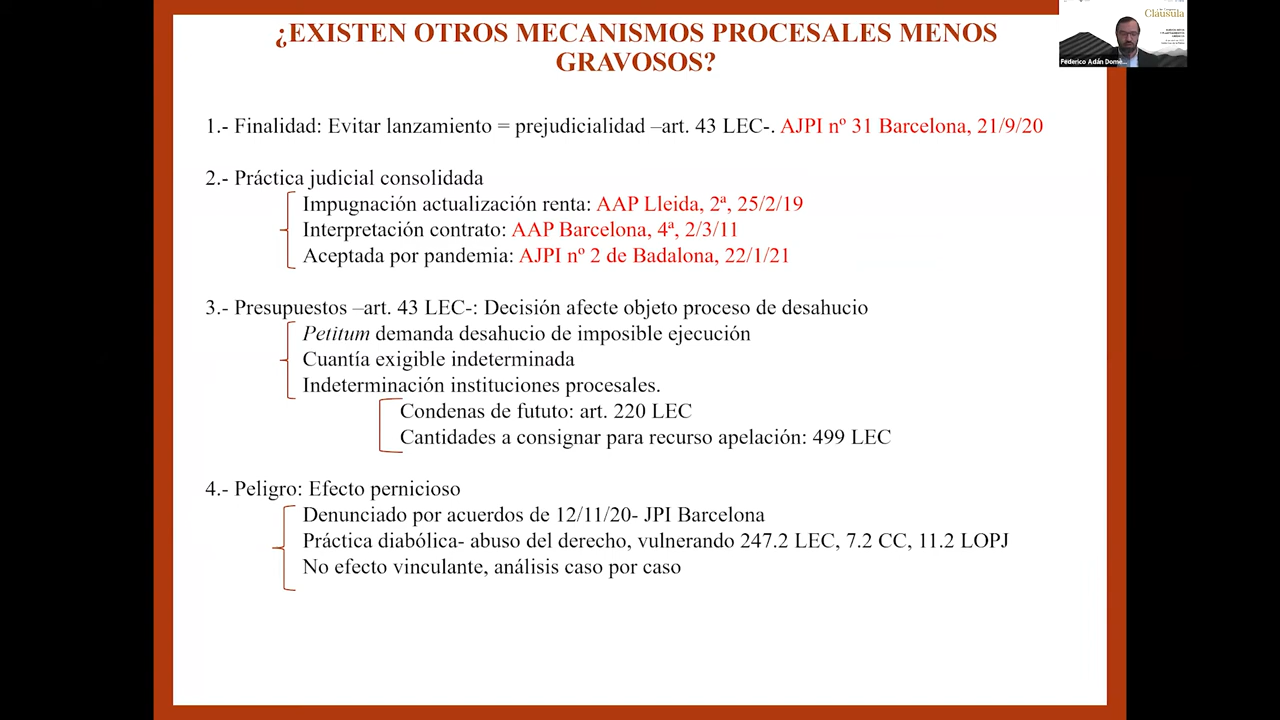 ¿EXISTEN OTROS MECANISMOS PROCESALES MENOS
GRAVOSOS?
Cláusula
Federico Adán Domè...
1.- Finalidad: Evitar lanzamiento = prejudicialidad –art. 43 LEC-. AJPI nº 31 Barcelona, 21/9/20
2.- Práctica judicial consolidada
Impugnación actualización renta: AAP Lleida, 2ª, 25/2/19
Interpretación contrato: AAP Barcelona, 4ª, 2/3/11
Aceptada por pandemia: AJPI nº 2 de Badalona, 22/1/21
3.- Presupuestos –art. 43 LEC-: Decisión afecte objeto proceso de desahucio
Petitum demanda desahucio de imposible ejecución
Cuantía exigible indeterminada
Indeterminación instituciones procesales.
Condenas de fututo: art. 220 LEC
Cantidades a consignar para recurso apelación: 499 LEC
4.- Peligro: Efecto pernicioso
Denunciado por acuerdos de 12/11/20- JPI Barcelona
Práctica diabólica- abuso del derecho, vulnerando 247.2 LEC, 7.2 CC, 11.2 LOPJ
No efecto vinculante, análisis caso por caso